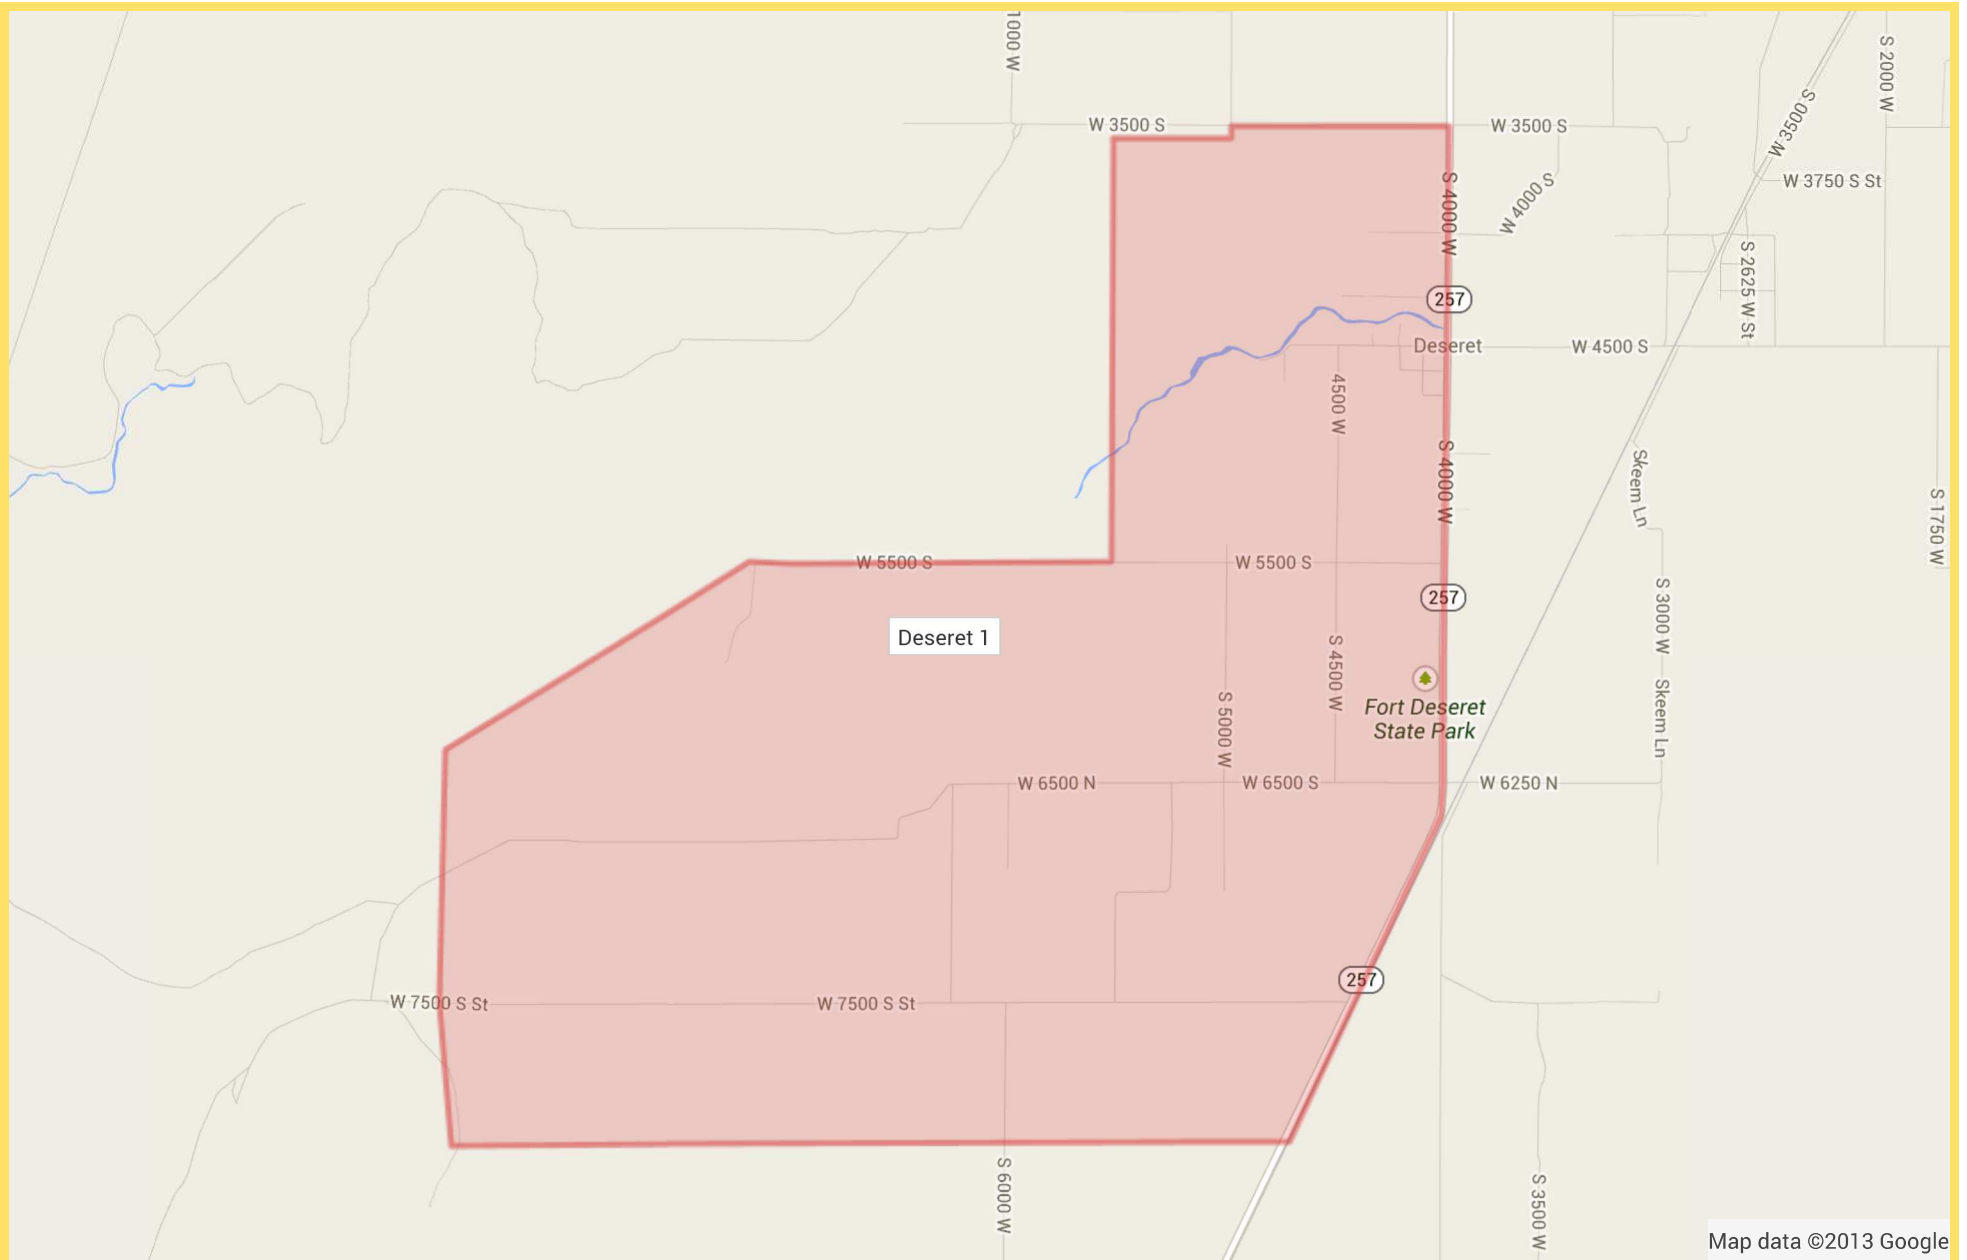 1000 W
S 2000 W
W 3500 S
W 3500 S
W 3500 S
W 3750 S St
S 4000 W
W 4000 S
S 2625 W St
257
Deseret
W 4500 S
4500 W
S 4000 W
Skeem Ln
S 1750 W
W 5500 S
W 5500 S
257
S 3000 W
Deseret 1
S 4500 W
Fort Deseret
State Park
S 5000 W
Skeem Ln
W 6500 N
W 6500 S
W 6250 N
257
W 7500 S St
W 7500 S St
S 6000 W
S 3500 W
Map data ©2013 Google